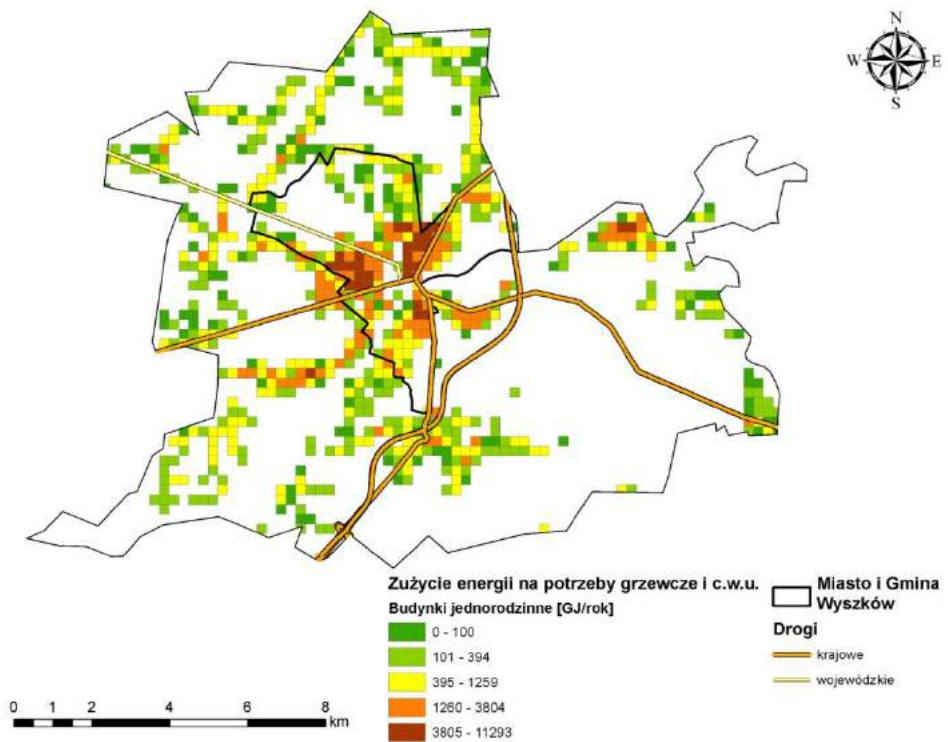 N
W E
S
Zużycie energii na potrzeby grzewcze i c.w.u.
Budynki jednorodzinne [GJ/rok]
0 - 100
101 - 394
395 - 1259
1260 - 3804
3805 - 11293
Miasto i Gmina
Wyszków
Drogi
krajowe
wojewódzkie
0 1 2 4 6 8
km